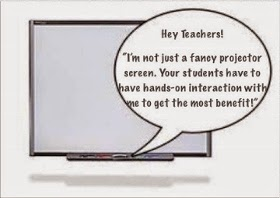 Hey Teachers!
"I'm not just a fancy projector
screen. Your students have to
have hands-on interaction with
me to get the most benefit!"